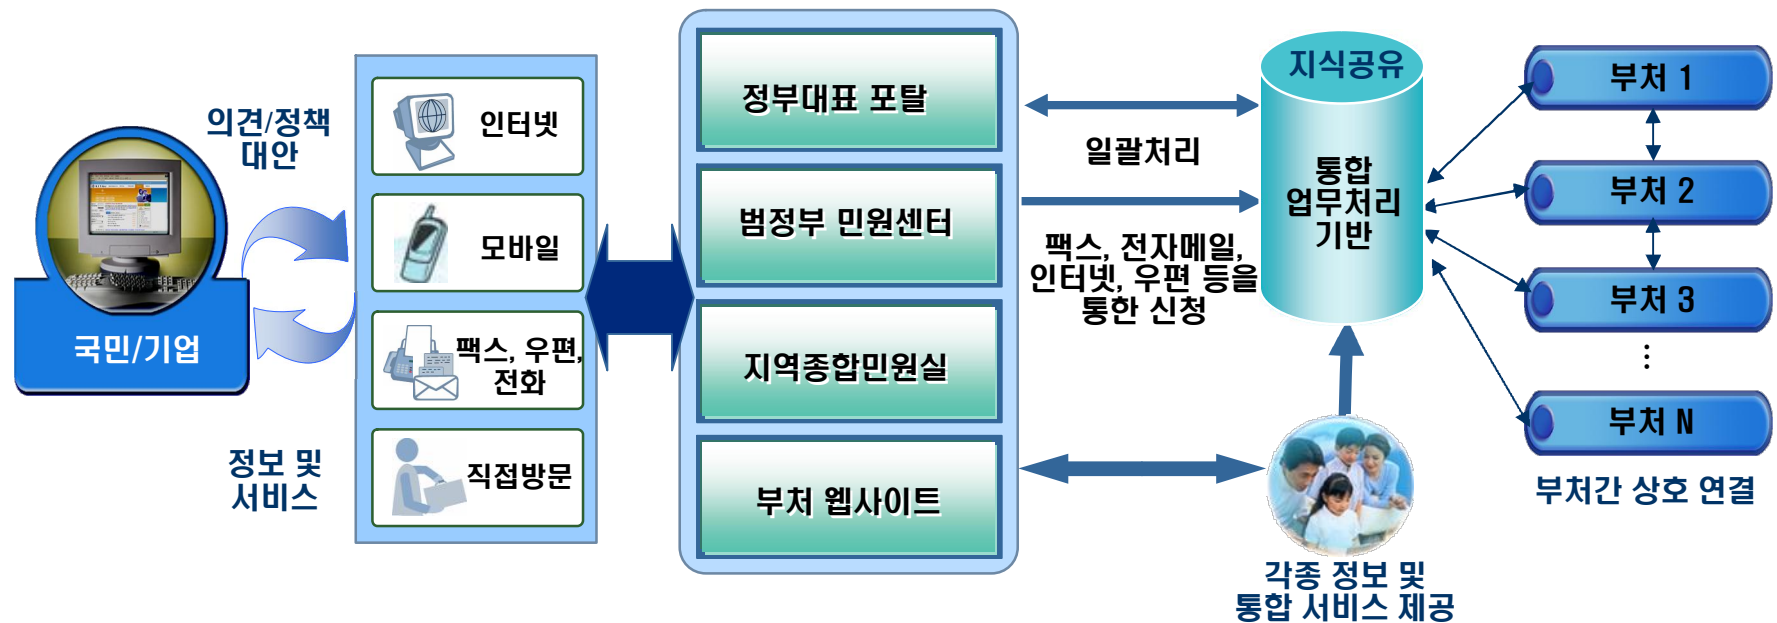 의견/정책
대안
국민/기업
정보 및
서비스
인터넷
모바일
팩스, 우편,
전화
직접방문
정부대표 포탈
범정부 민원센터
지역종합민원실
부처 웹사이트
일괄처리
팩스, 전자메일,
인터넷, 우편 등을
통한 신청
지식공유
통합
업무처리
기반
각종 정보 및
통합 서비스 제공
부처 1
부처 2
부처 3
⋮
부처 N
부처간 상호 연결